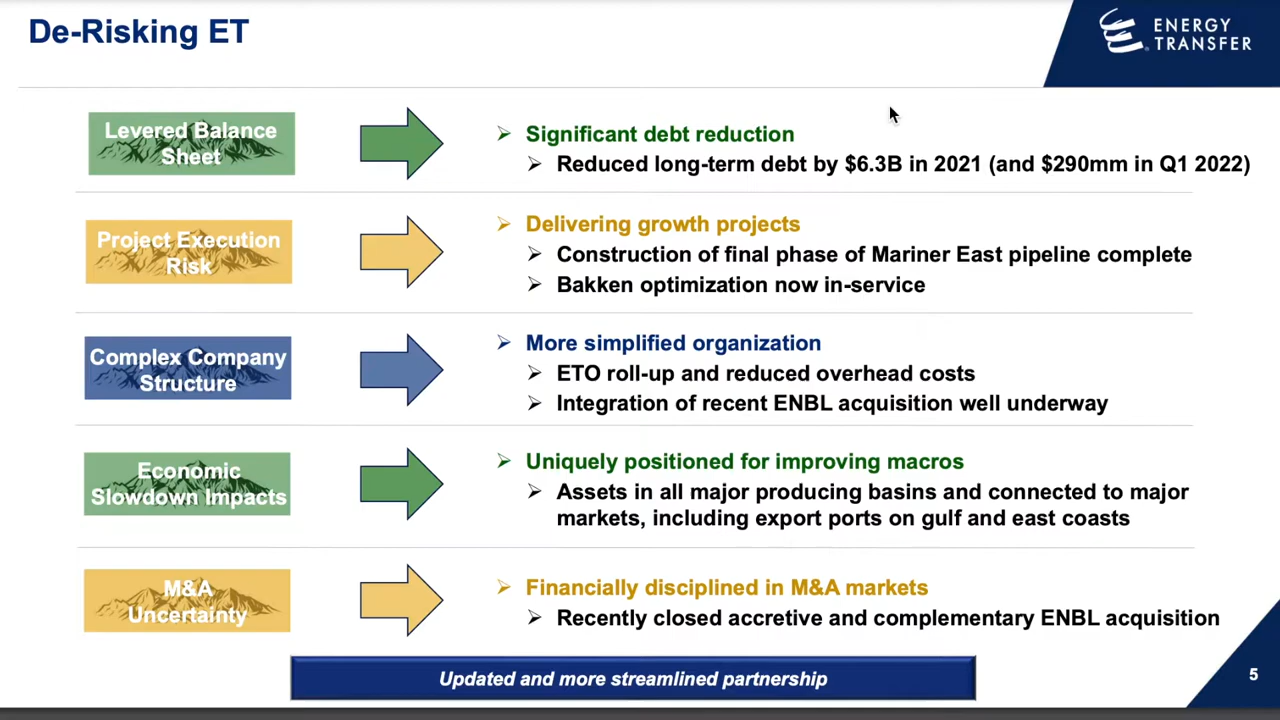 De-Risking ET
ENERGY
TRANSFER
Levered Balance
Sheet
Significant debt reduction
Reduced long-term debt by $6.3B in 2021 (and $290mm in Q1 2022)
Project Execution
Risk
Delivering growth projects
Construction of final phase of Mariner East pipeline complete
Bakken optimization now in-service
Complex Company
Structure
More simplified organization
ETO roll-up and reduced overhead costs
Integration of recent ENBL acquisition well underway
Economic
Slowdown Impacts
Uniquely positioned for improving macros
Assets in all major producing basins and connected to major
markets, including export ports on gulf and east coasts
M&A
Uncertainty
Financially disciplined in M&A markets
Recently closed accretive and complementary ENBL acquisition
Updated and more streamlined partnership
5